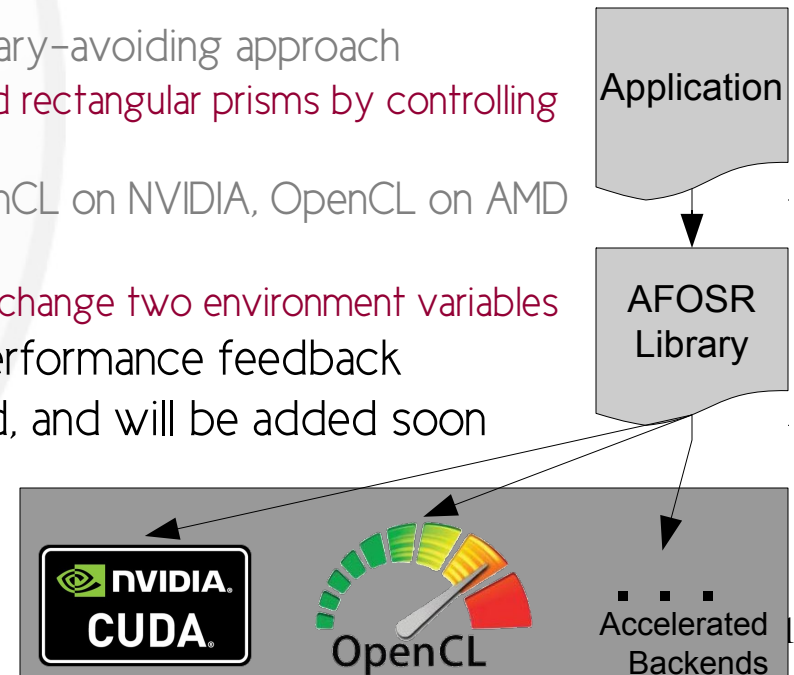 ary-avoiding approach
d rectangular prisms by controlling
nCL on NVIDIA, OpenCL on AMD
change two environment variables
erformance feedback
d, and will be added soon
Application
AFOSR
Library
NVIDIA.
CUDA.
OpenCL
...
Accelerated
Backends